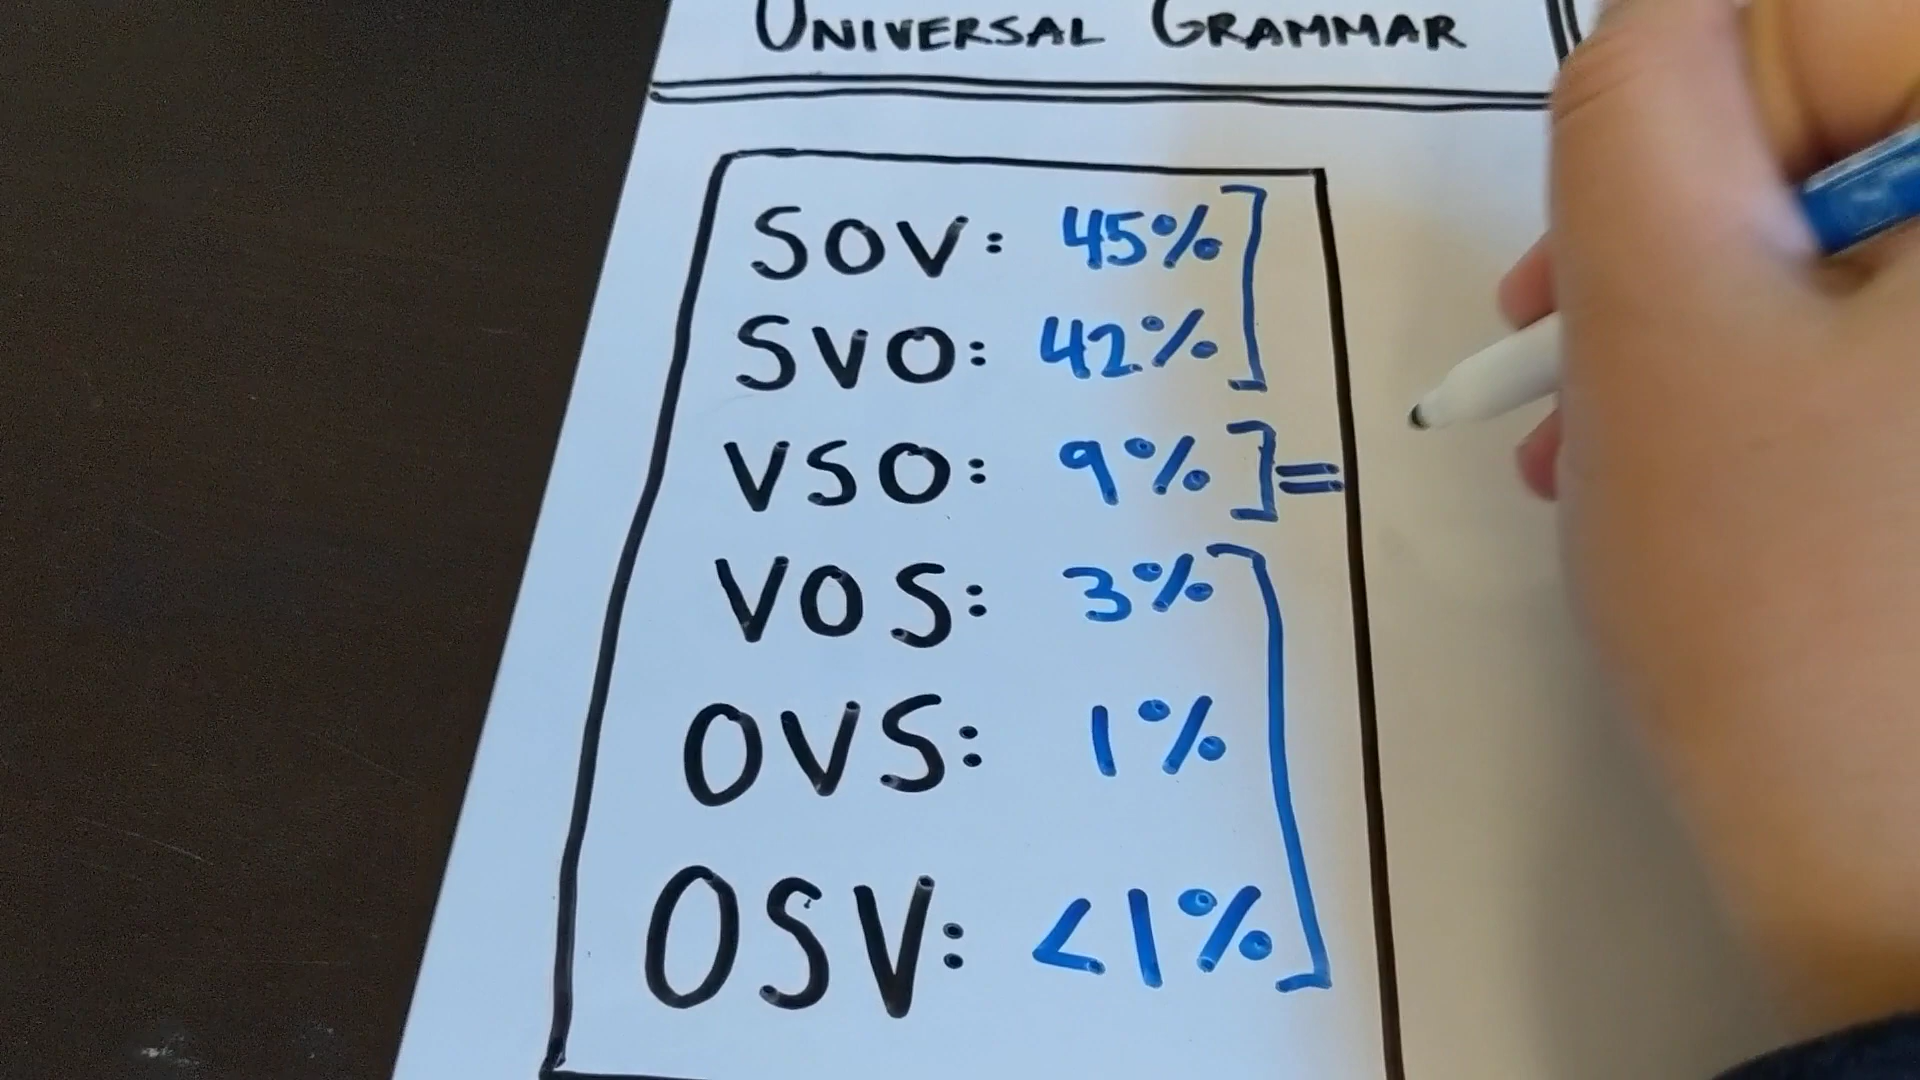 UNIVERSAL GRAMMAR
SOV: 45%]
SVO: 42%]
VSO: 9%]=
VOS: 3%]
OVS: 1%
OSV: <1%]